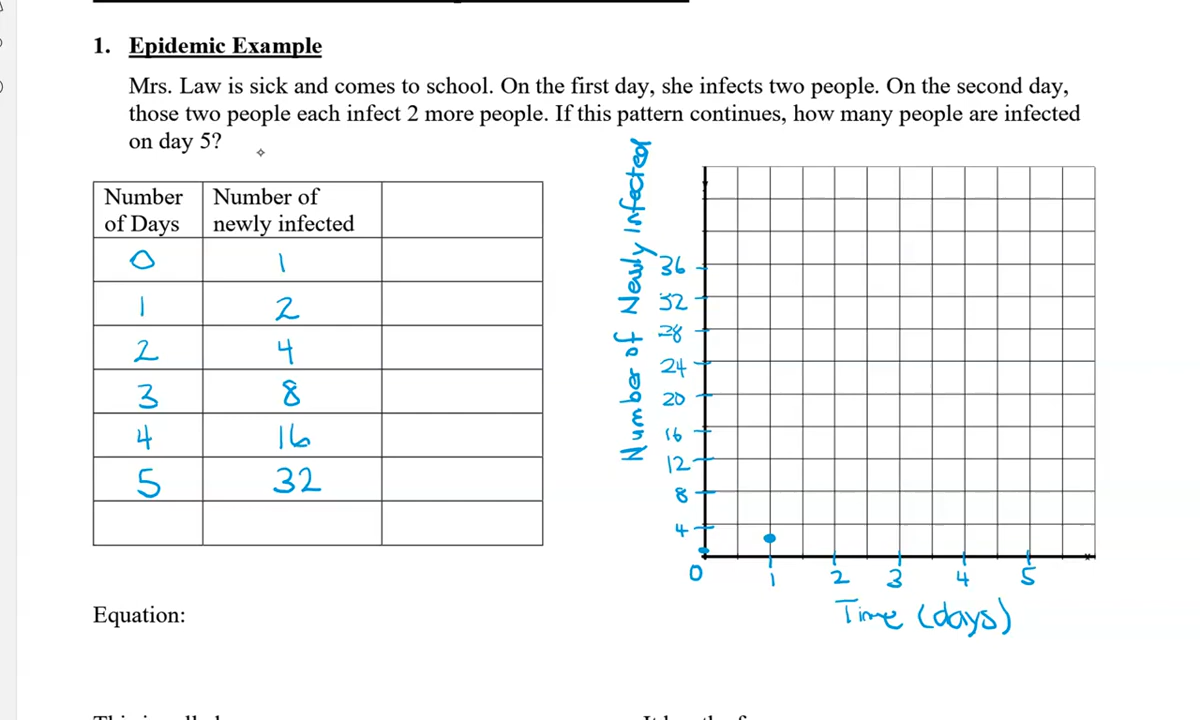 1. Epidemic Example
Mrs. Law is sick and comes to school. On the first day, she infects two people. On the second day,
those two people each infect 2 more people. If this pattern continues, how many people are infected
on day 5?
Number of Days
Number of newly infected
0 1
1 2
2 4
3 8
4 16
5 32
Number of Newly Infected
36
32
28
24
20
16
12
8
4
0 1 2 3 4 5
Time (days)
Equation: